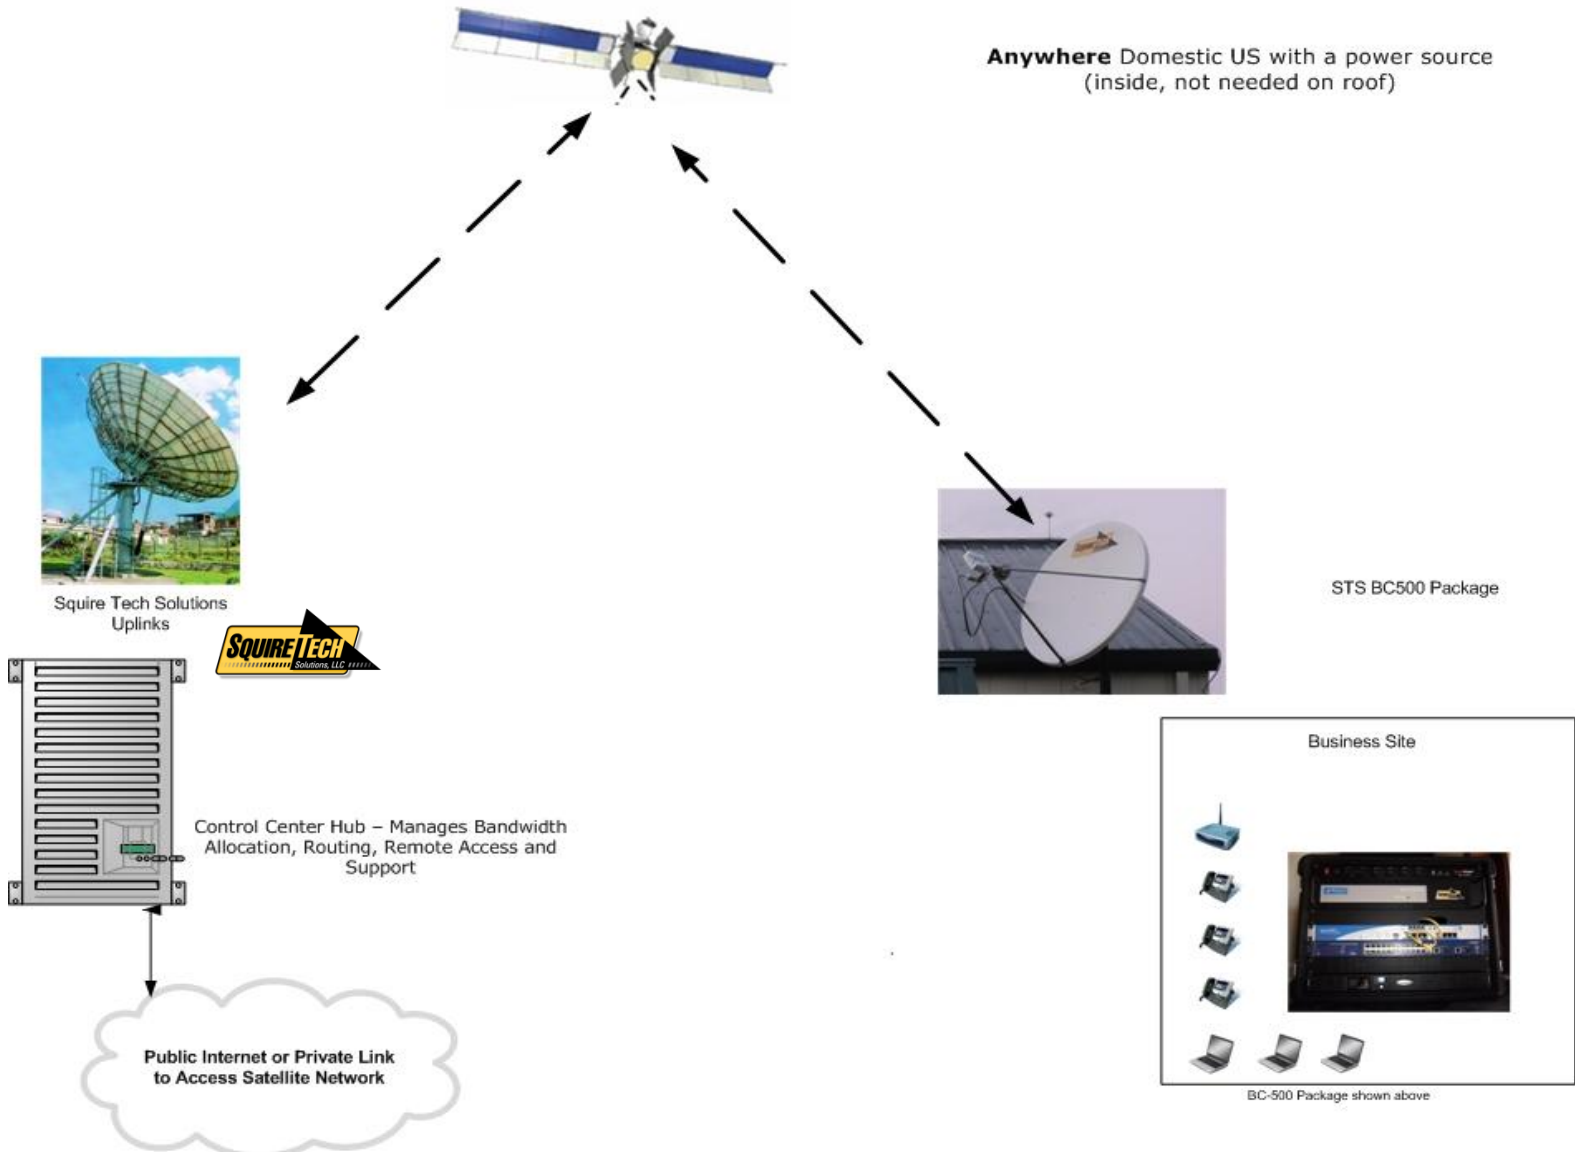 Anywhere Domestic US with a power source
(inside, not needed on roof)
Squire Tech Solutions
Uplinks
SQUIRE TECH
Solutions, LLC
STS BC500 Package
Business Site
Control Center Hub – Manages Bandwidth
Allocation, Routing, Remote Access and
Support
Public Internet or Private Link
to Access Satellite Network
BC-500 Package shown above